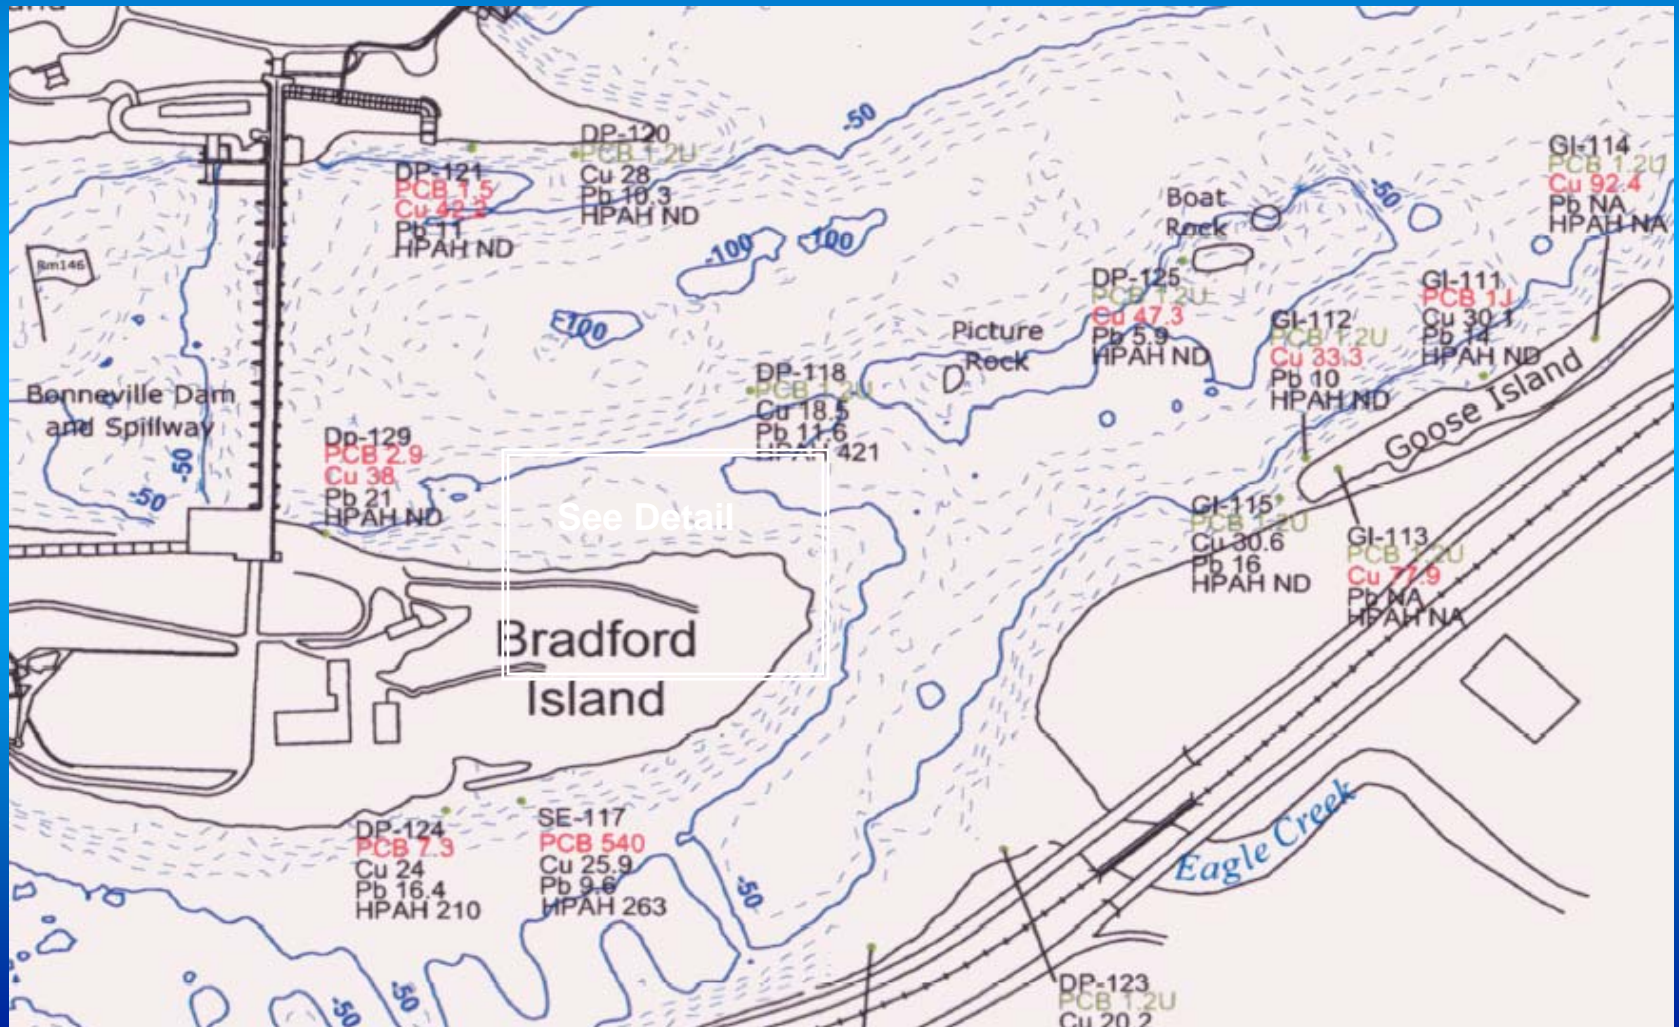 DP-120
PCB 1.2U
Cu 28
Pb 10.3
HPAH ND
DP-121
PCB 1.5
Cu 42.2
Pb 11
HPAH ND
-50
GI-114
PCB 1.2U
Cu 92.4
Pb NA
HPAH NA
Boat
Rock
-50
-100
-100
-100
Rm146
DP-125
PCB 1.2U
Cu 47.3
Pb 5.9
HPAH ND
GI-111
PCB 1J
Cu 30.1
Pb 14
HPAH ND
GI-112
PCB 1.2U
Cu 33.3
Pb 10
HPAH ND
Picture
Rock
DP-118
PCB 1.2U
Cu 18.5
Pb 11.6
HPAH 421
Goose Island
Bonneville Dam
and Spillway
-50
-50
Dp-129
PCB 2.9
Cu 38
Pb 21
HPAH ND
See Detail
GI-115
PCB 1.2U
Cu 30.6
Pb 16
HPAH ND
GI-113
PCB 1.2U
Cu 77.9
Pb NA
HPAH NA
Bradford
Island
DP-124
PCB 7.3
Cu 24
Pb 16.4
HPAH 210
SE-117
PCB 540
Cu 25.9
Pb 9.6
HPAH 263
Eagle Creek
-50
-50
-50
DP-123
PCB 1.2U
Cu 20.2